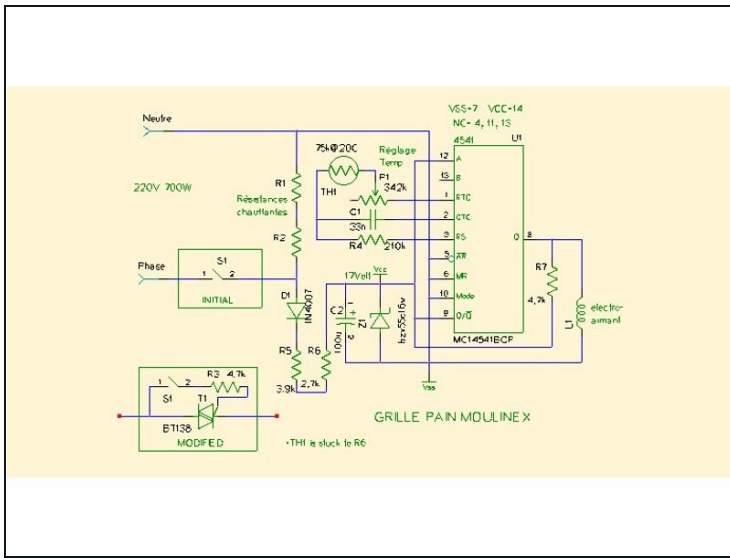 VSS=7 VCC=14
NC= 4, 11, 13
Neutre
4541
U1
75k@20C
Réglage
Temp
P1
342k
TH1
R1
220V 700W
Résistances
chauffantes
C1
33n
R2
R4
210k
12
A
13
B
1
RTC
2
CTC
3
RS
5
AR
6
MR
10
Mode
9
Q/Q
Q
8
MC14541BCP
R7
4,7k
L1
electro-
aimant
Phase
S1
1
2
INITIAL
17Volt
Vcc
D1
IN4007
C2
100u
Z1
bzx55c16v
R5
R6
3.9k
2,7k
Vss
R3
4,7k
1
2
S1
T1
BT138
MODIFED
GRILLE PAIN MOULINEX
•TH1 is stuck to R6